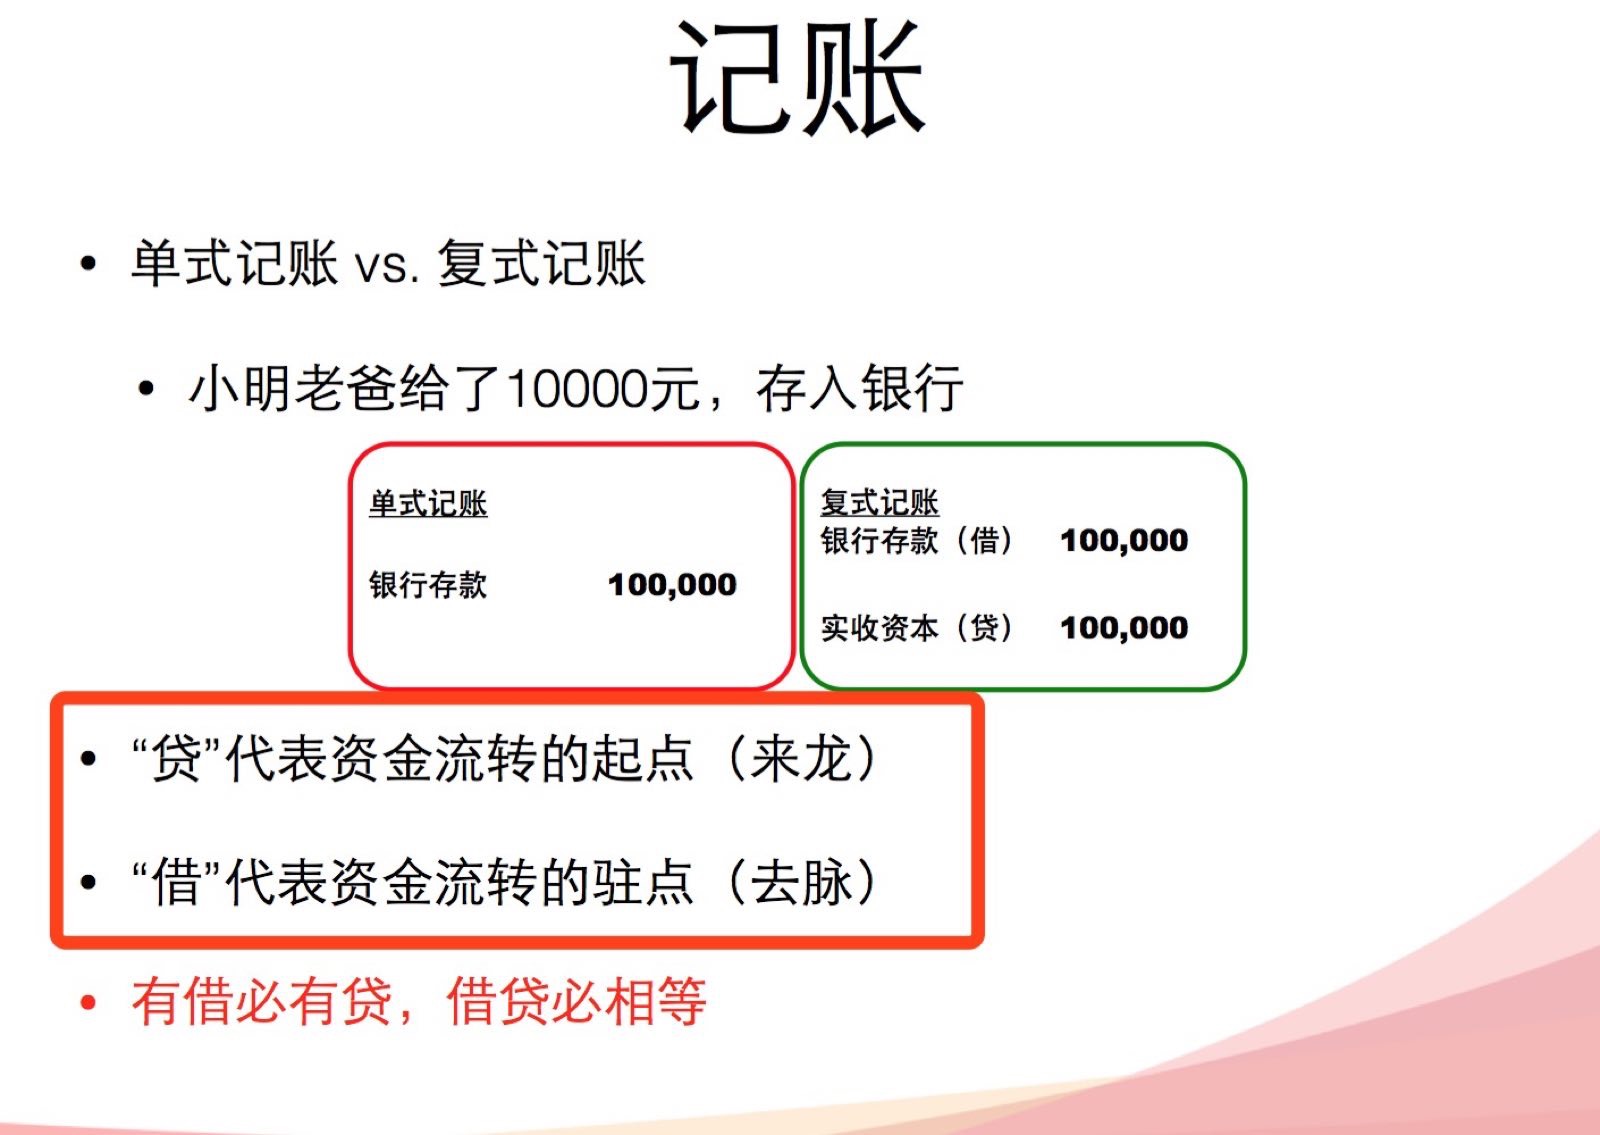 记账
• 单式记账 vs. 复式记账
• 小明老爸给了10000元，存入银行
单式记账
银行存款 100,000
复式记账
银行存款（借） 100,000
实收资本（贷） 100,000
• “贷”代表资金流转的起点（来龙）
• “借”代表资金流转的驻点（去脉）
• 有借必有贷，借贷必相等